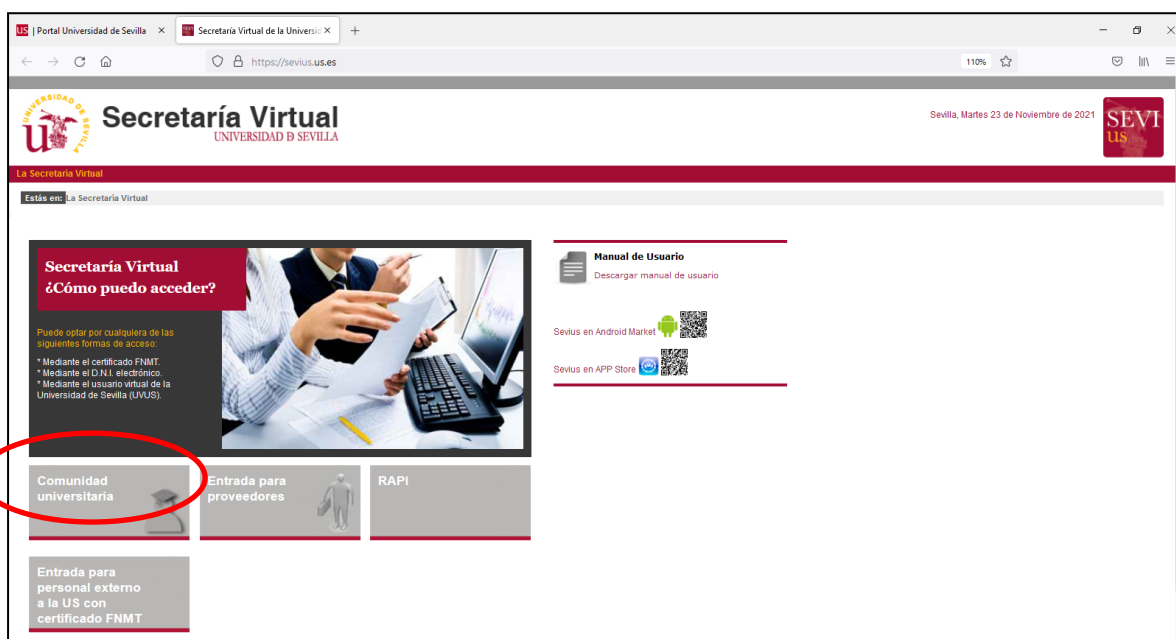 US | Portal Universidad de Sevilla
Secretaría Virtual de la Universid
https://sevius.us.es
110%
UNIVERSIDAD DE SEVILLA
Secretaría Virtual
UNIVERSIDAD D SEVILLA
Sevilla, Martes 23 de Noviembre de 2021
SEVI
us
La Secretaría Virtual
Estás en: La Secretaría Virtual
Secretaría Virtual
¿Cómo puedo acceder?
Puede optar por cualquiera de las
siguientes formas de acceso:
* Mediante el certificado FNMT.
* Mediante el D.N.I. electrónico.
* Mediante el usuario virtual de la
Universidad de Sevilla (UVUS).
Manual de Usuario
Descargar manual de usuario
Sevius en Android Market
Sevius en APP Store
Comunidad
universitaria
Entrada para
proveedores
RAPI
Entrada para
personal externo
a la US con
certificado FNMT